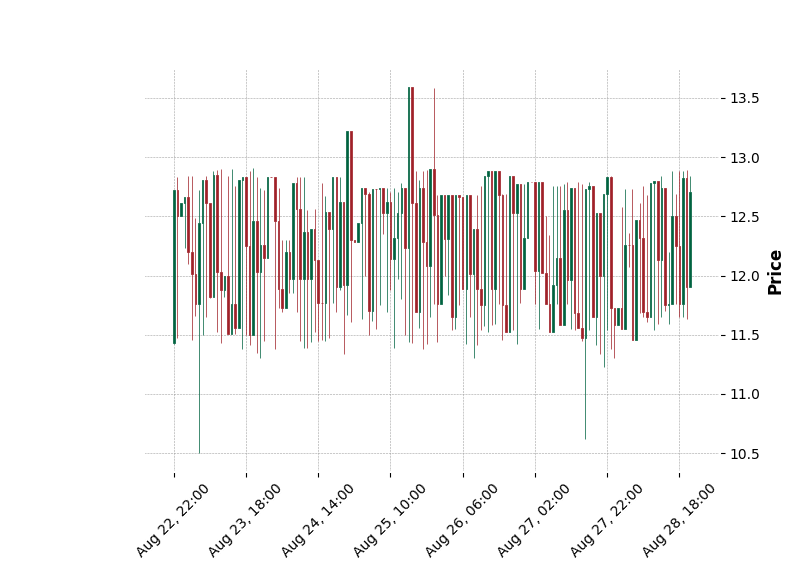 13.5
13.0
12.5
12.0
11.5
11.0
10.5
Price
Aug 22, 22:00
Aug 23, 18:00
Aug 24, 14:00
Aug 25, 10:00
Aug 26, 06:00
Aug 27, 02:00
Aug 27, 22:00
Aug 28, 18:00